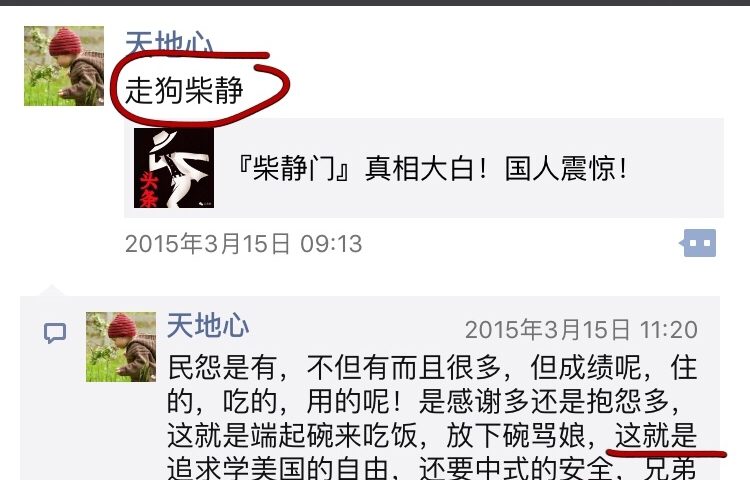 天地心
走狗柴静
头条
『柴静门』真相大白！国人震惊！
2015年3月15日 09:13
天地心
2015年3月15日 11:20
民怨是有，不但有而且很多，但成绩呢，住
的，吃的，用的呢！是感谢多还是抱怨多，
这就是端起碗来吃饭，放下碗骂娘，这就是
追求学美国的自由，还要中式的安全，兄弟